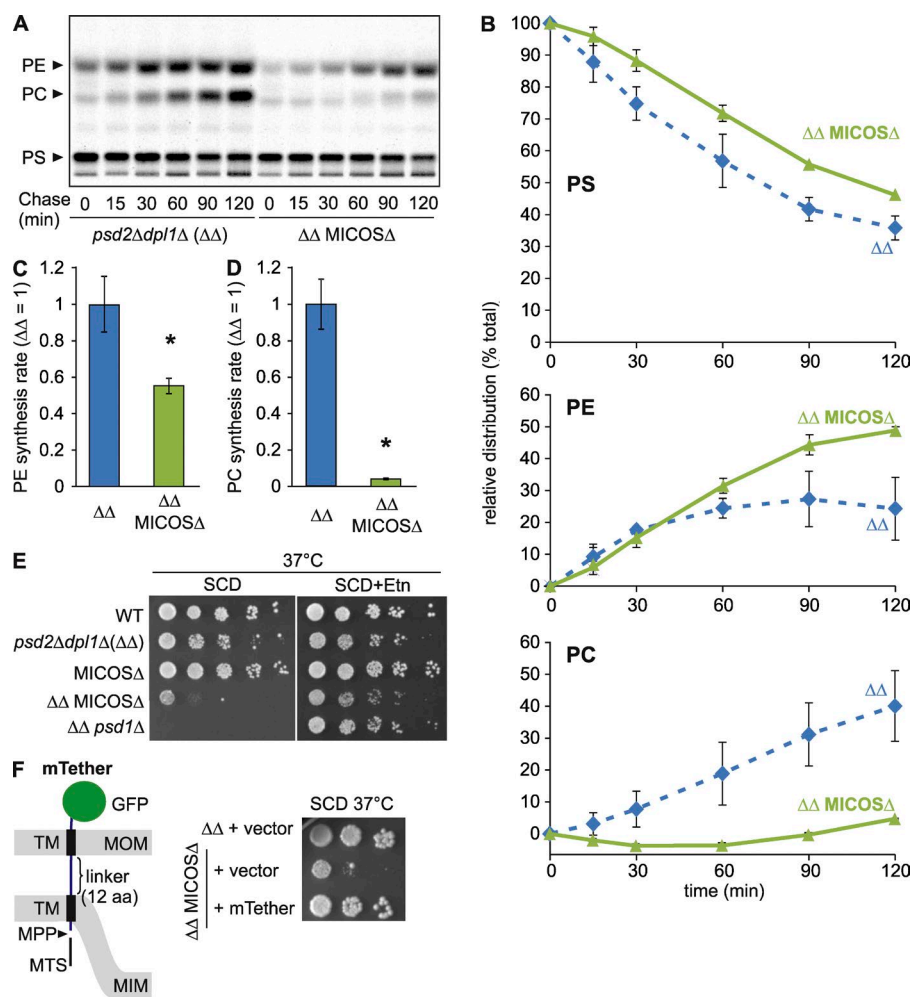 A
PE ►
PC ►
PS ►
Chase (min)
0 15 30 60 90 120 0 15 30 60 90 120
psd2Δdpl1Δ (ΔΔ)
ΔΔ MICOSΔ
B
100
90
80
70
60
50
40
30
20
10
0
PS
ΔΔ MICOSΔ
ΔΔ
0 30 60 90 120
relative distribution (% total)
60
50
40
30
20
10
0
PE
ΔΔ MICOSΔ
ΔΔ
0 30 60 90 120
60
50
40
30
20
10
0
PC
ΔΔ
ΔΔ MICOSΔ
0 30 60 90 120
time (min)
C
PE synthesis rate (ΔΔ = 1)
1.2
1
0.8
0.6
0.4
0.2
0
*
ΔΔ
ΔΔ
MICOSΔ
D
PC synthesis rate (ΔΔ = 1)
1.2
1
0.8
0.6
0.4
0.2
0
*
ΔΔ
ΔΔ
MICOSΔ
E
37°C
SCD
SCD+Etn
WT
psd2Δdpl1Δ(ΔΔ)
MICOSΔ
ΔΔ MICOSΔ
ΔΔ psd1Δ
F
mTether
GFP
TM
MOM
linker
(12 aa)
TM
MPP ►
MTS
MIM
SCD 37°C
ΔΔ + vector
ΔΔ MICOSΔ
+ vector
+ mTether